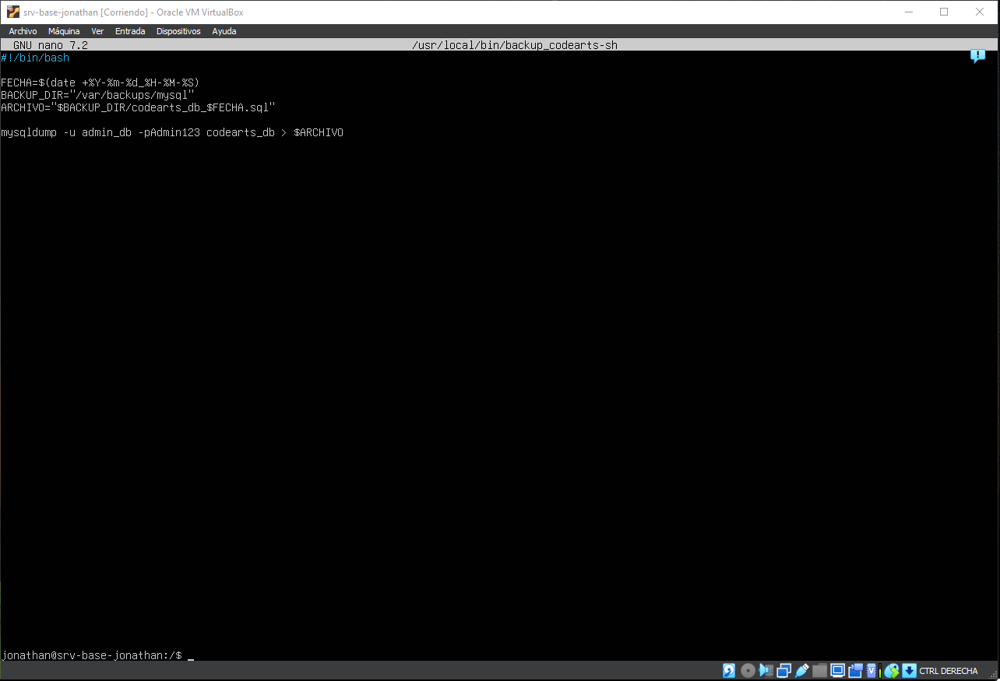 srv-base-jonathan [Corriendo] - Oracle VM VirtualBox
Archivo Máquina Ver Entrada Dispositivos Ayuda
GNU nano 7.2 /usr/local/bin/backup_codearts-sh
#!/bin/bash
FECHA=$(date +%Y-%m-%d_%H-%M-%S)
BACKUP_DIR="/var/backups/mysql"
ARCHIVO="$BACKUP_DIR/codearts_db_$FECHA.sql"
mysqldump -u admin_db -pAdmin123 codearts_db > $ARCHIVO
jonathan@srv-base-jonathan:/$ _
CTRL DERECHA